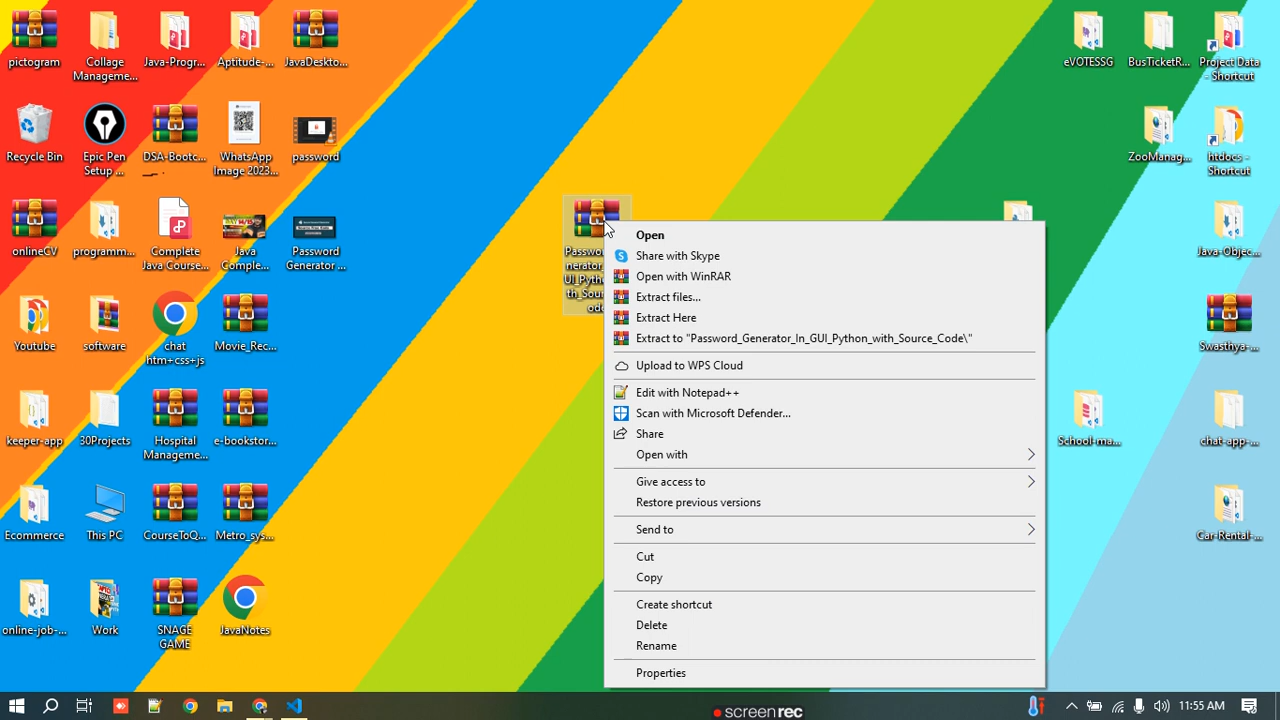 pictogram
Collage
Manageme...
Java-Progr...
Aptitude-...
JavaDeskto...
Recycle Bin
Epic Pen
Setup ...
DSA-Bootc...
WhatsApp
Image 2023...
password
onlineCV
programm...
Complete
Java Course...
Java
Comple...
Password
Generator ...
Youtube
software
chat
htm+css+js
Movie_Rec...
keeper-app
30Projects
Hospital
Manageme...
e-bookstor...
Ecommerce
This PC
CourseToQ...
Metro_sys...
online-job-...
Work
SNAGE
GAME
JavaNotes
Open
Share with Skype
Open with WinRAR
Extract files...
Extract Here
Extract to "Password_Generator_In_GUI_Python_with_Source_Code\"
Upload to WPS Cloud
Edit with Notepad++
Scan with Microsoft Defender...
Share
Open with
Give access to
Restore previous versions
Send to
Cut
Copy
Create shortcut
Delete
Rename
Properties
eVOTESSG
BusTicketR...
Project Data
- Shortcut
ZooManag...
htdocs -
Shortcut
Java-Objec...
Swasthya-...
School-ma...
chat-app-...
Car-Rental-...
screenrec
11:55 AM